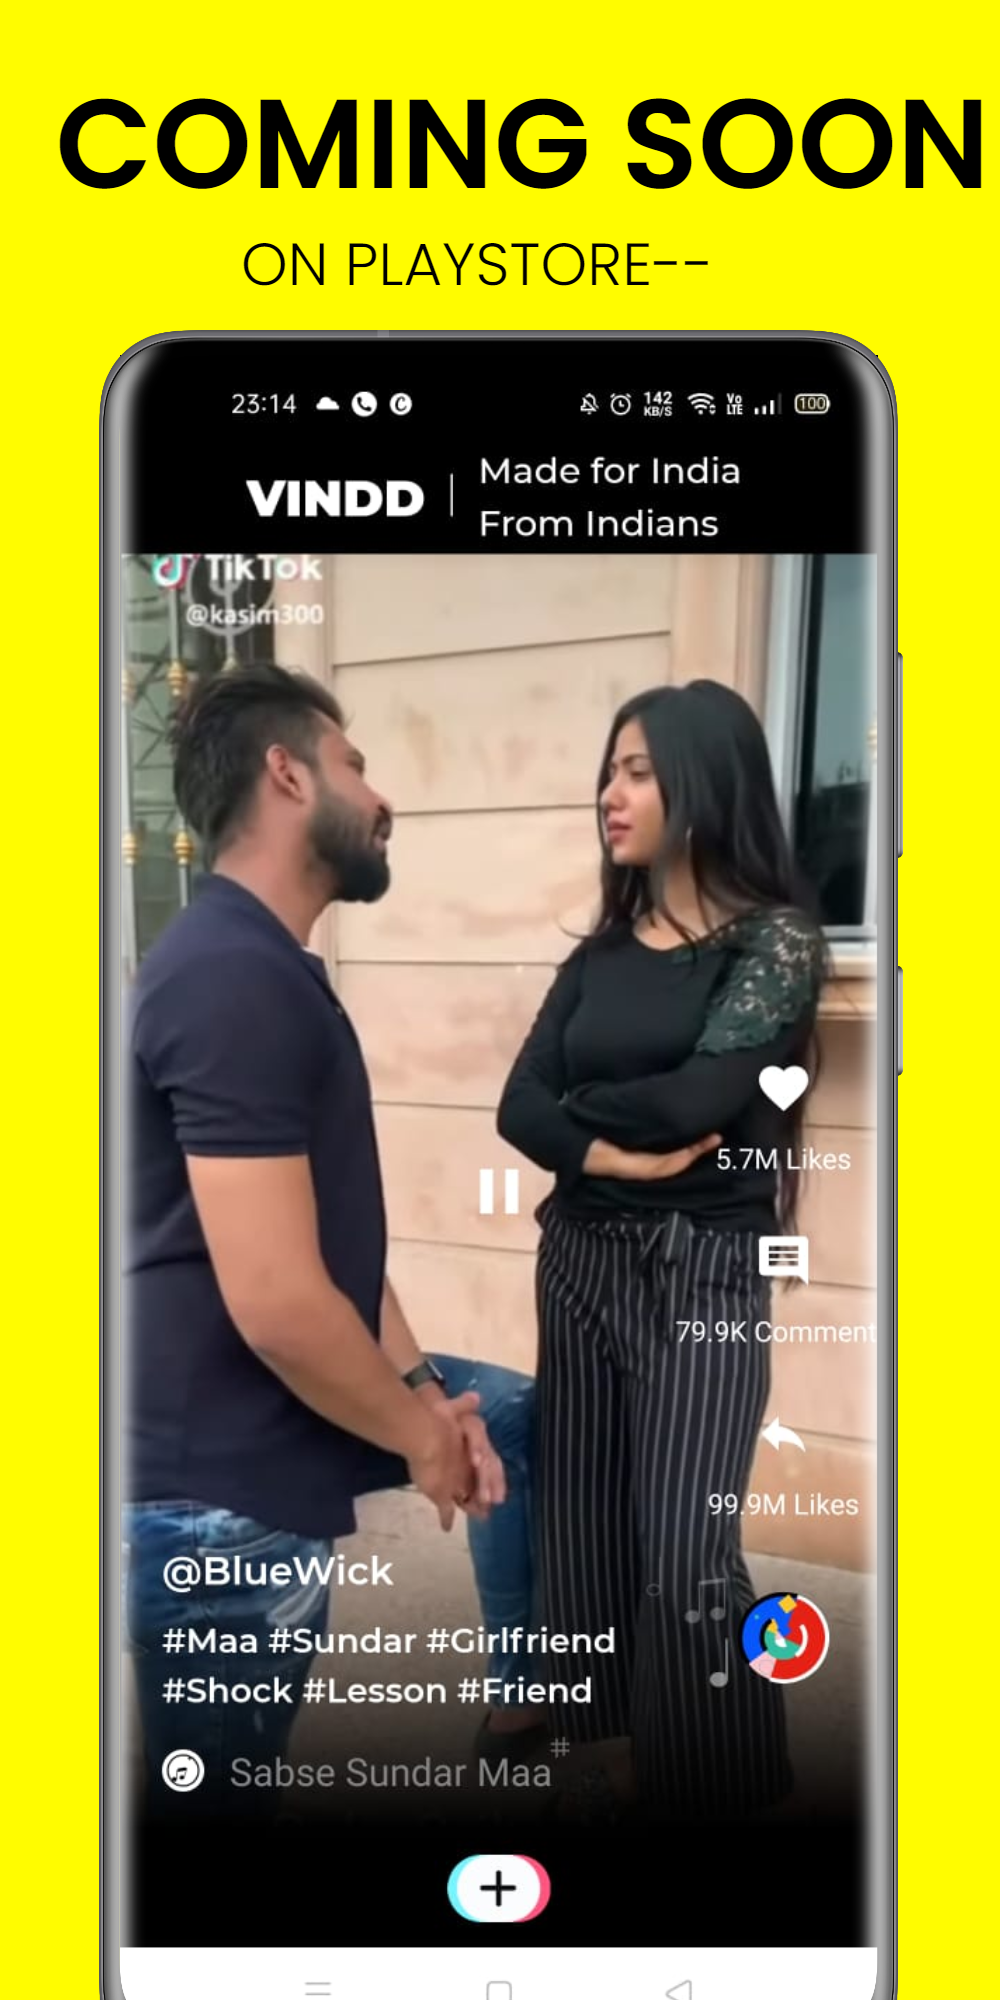 COMING SOON
ON PLAYSTORE--
23:14
142
KB/S
Vo
LTE
100
VINDD
Made for India
From Indians
TikTok
@kasim300
5.7M Likes
79.9K Comment
99.9M Likes
@BlueWick
#Maa #Sundar #Girlfriend
#Shock #Lesson #Friend
#
Sabse Sundar Maa